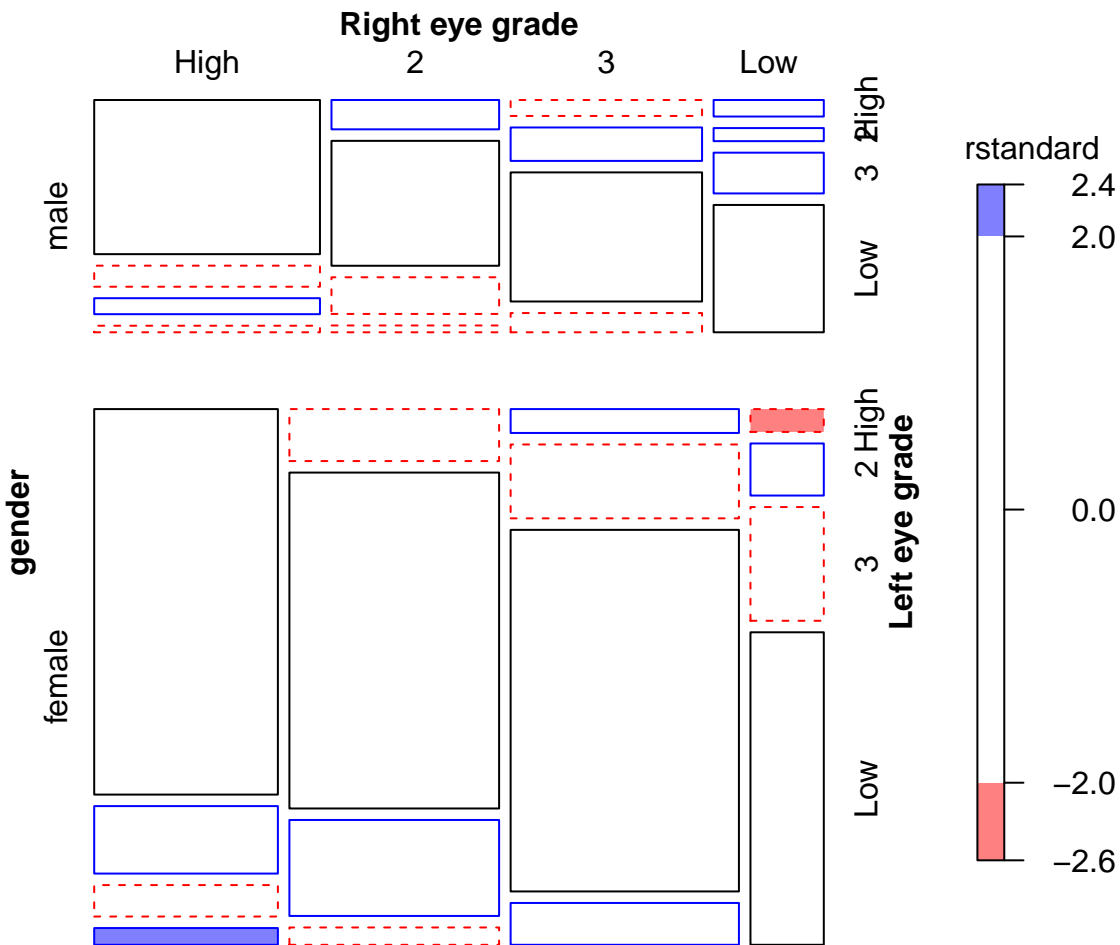 Right eye grade
High 2 3 Low
male
High
2
3
Low
rstandard
2.4
2.0
0.0
−2.0
−2.6
gender
female
High
2
3
Low
Left eye grade